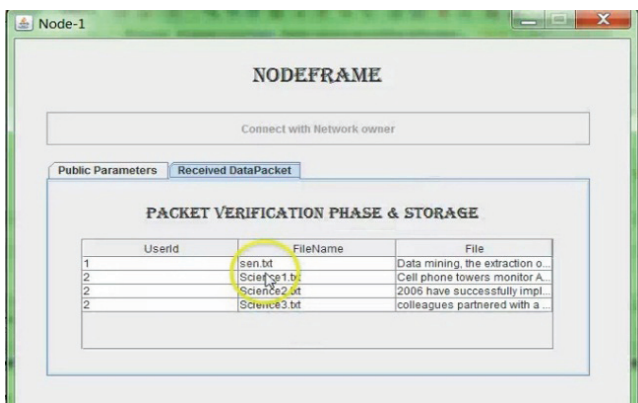 Node-1
NODEFRAME
Connect with Network owner
Public Parameters Received DataPacket
PACKET VERIFICATION PHASE & STORAGE
UserId FileName File
1 sen.txt Data mining, the extraction o...
2 Science1.txt Cell phone towers monitor A...
2 Science2.txt 2006 have successfully impl...
2 Science3.txt colleagues partnered with a ...